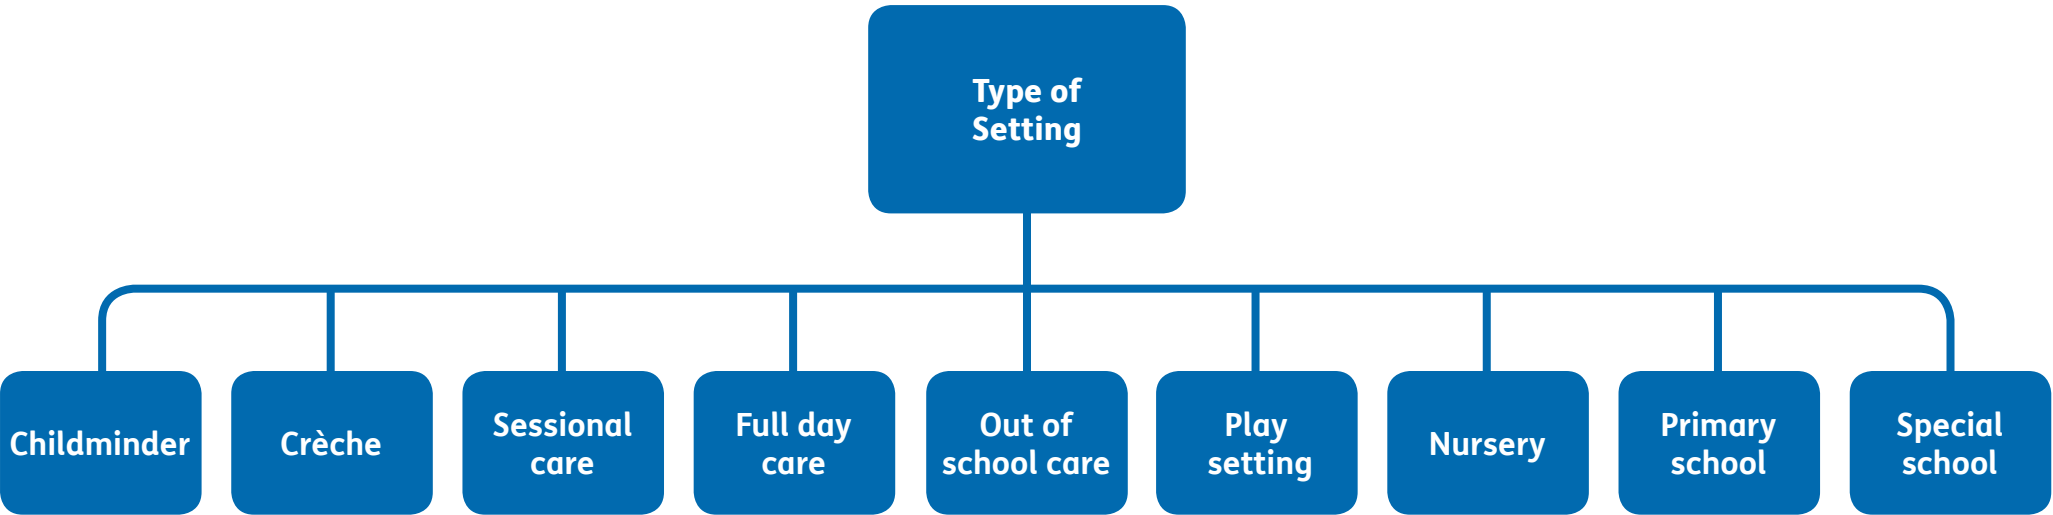 Type of
Setting
Childminder
Crèche
Sessional
care
Full day
care
Out of
school care
Play
setting
Nursery
Primary
school
Special
school